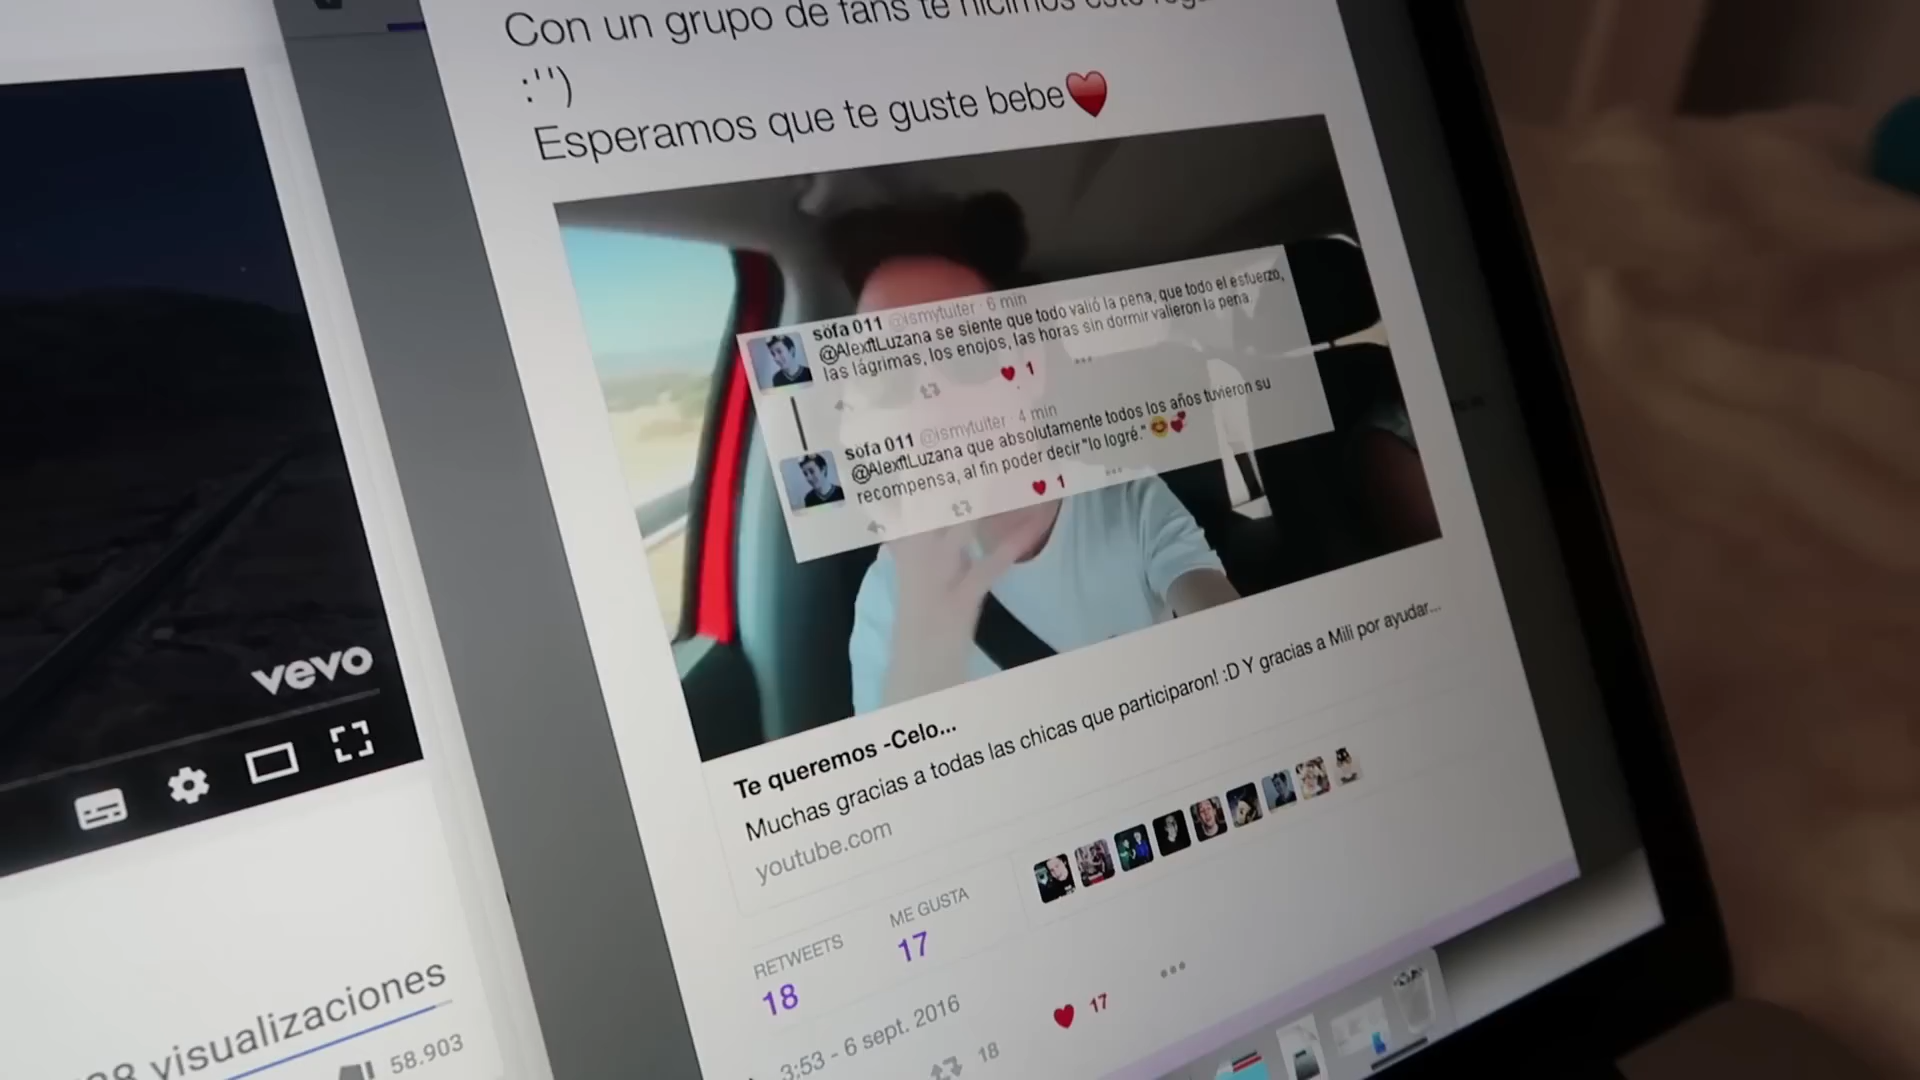 Con un grupo de fans te hicimos este
:'')
Esperamos que te guste bebe❤
sofa 011 @ismytuiter · 6 min
@AlexftLuzana se siente que todo valió la pena, que todo el esfuerzo,
las lágrimas, los enojos, las horas sin dormir valieron la pena.
1
sofa 011 @ismytuiter · 4 min
@AlexftLuzana que absolutamente todos los años tuvieron su
recompensa, al fin poder decir "lo logré." 😊💕
1
Te queremos -Celo...
Muchas gracias a todas las chicas que participaron! :D Y gracias a Mili por ayudar...
youtube.com
RETWEETS
18
ME GUSTA
17
3:53 - 6 sept. 2016
18
17
vevo
visualizaciones
58.903